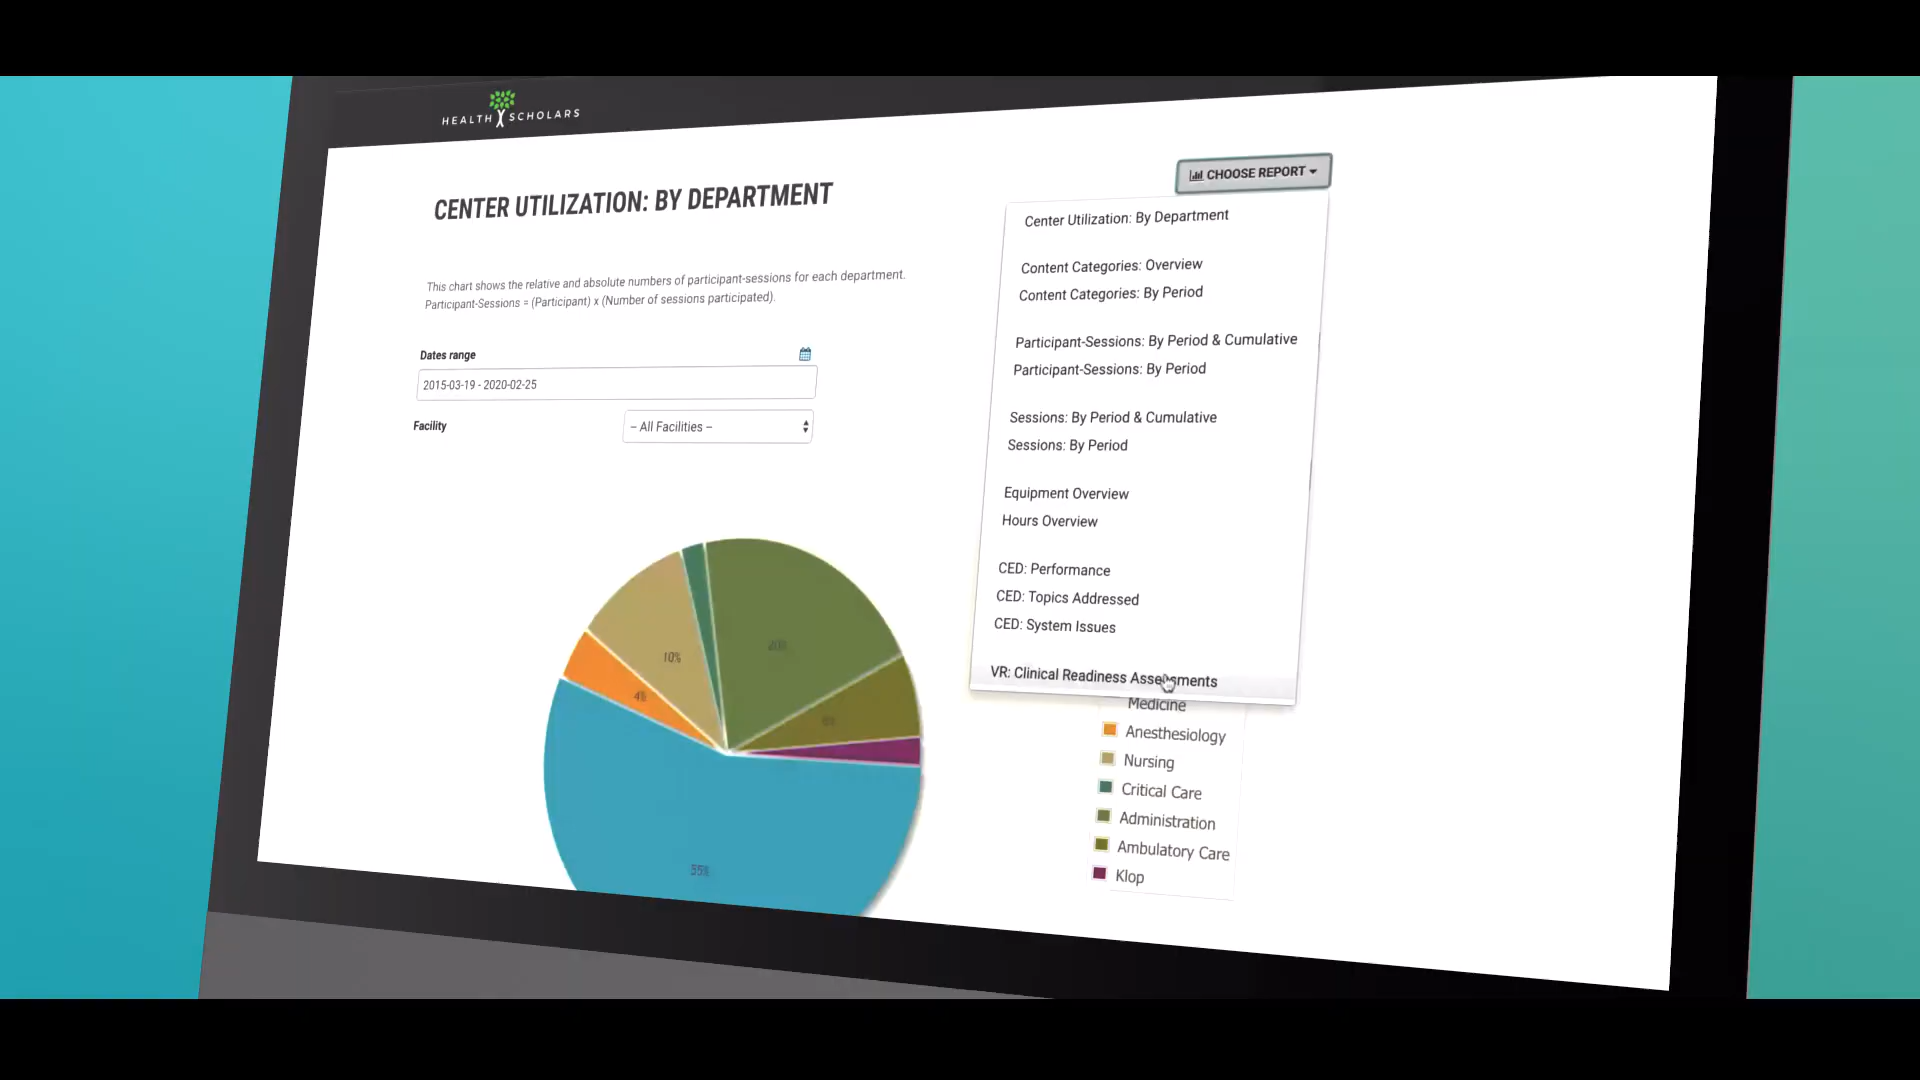 HEALTH SCHOLARS
CENTER UTILIZATION: BY DEPARTMENT
CHOOSE REPORT
This chart shows the relative and absolute numbers of participant-sessions for each department.
Participant-Sessions = (Participant) x (Number of sessions participated).
Dates range
2015-03-19 - 2020-02-25
Facility
– All Facilities –
Center Utilization: By Department
Content Categories: Overview
Content Categories: By Period
Participant-Sessions: By Period & Cumulative
Participant-Sessions: By Period
Sessions: By Period & Cumulative
Sessions: By Period
Equipment Overview
Hours Overview
CED: Performance
CED: Topics Addressed
CED: System Issues
VR: Clinical Readiness Assessments
20%
10%
4%
55%
Medicine
Anesthesiology
Nursing
Critical Care
Administration
Ambulatory Care
Klop